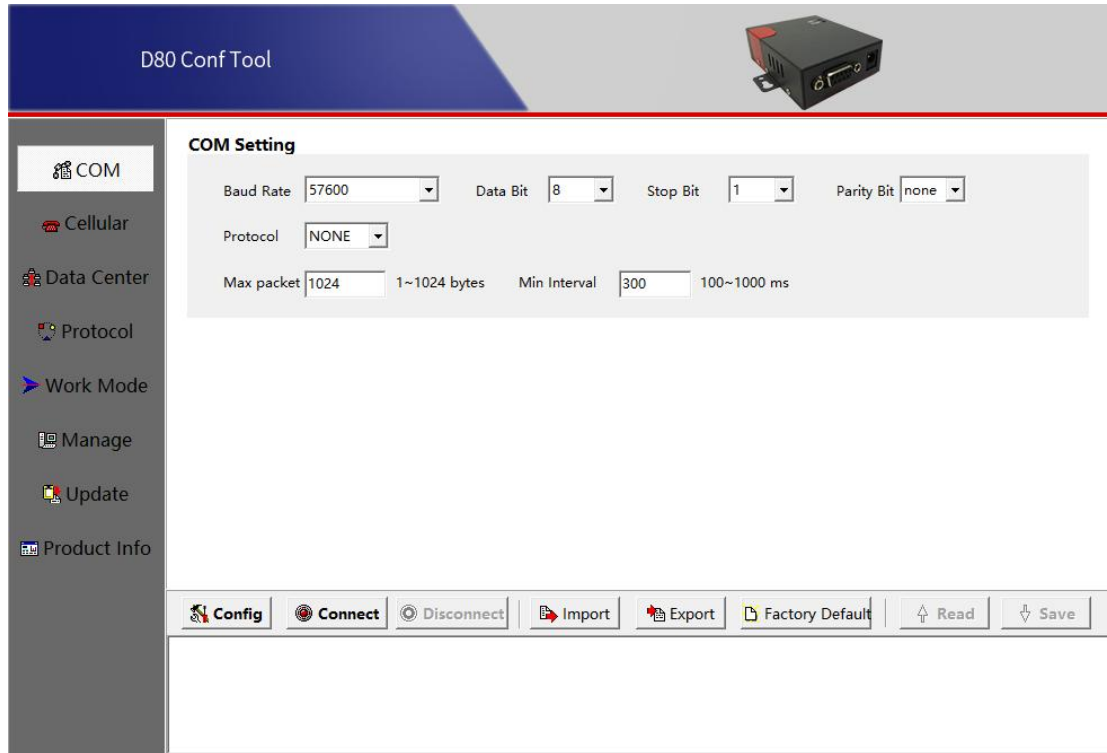 D80 Conf Tool
COM
Cellular
Data Center
Protocol
Work Mode
Manage
Update
Product Info
COM Setting
Baud Rate 57600 Data Bit 8 Stop Bit 1 Parity Bit none
Protocol NONE
Max packet 1024 1~1024 bytes Min Interval 300 100~1000 ms
Config Connect Disconnect Import Export Factory Default Read Save